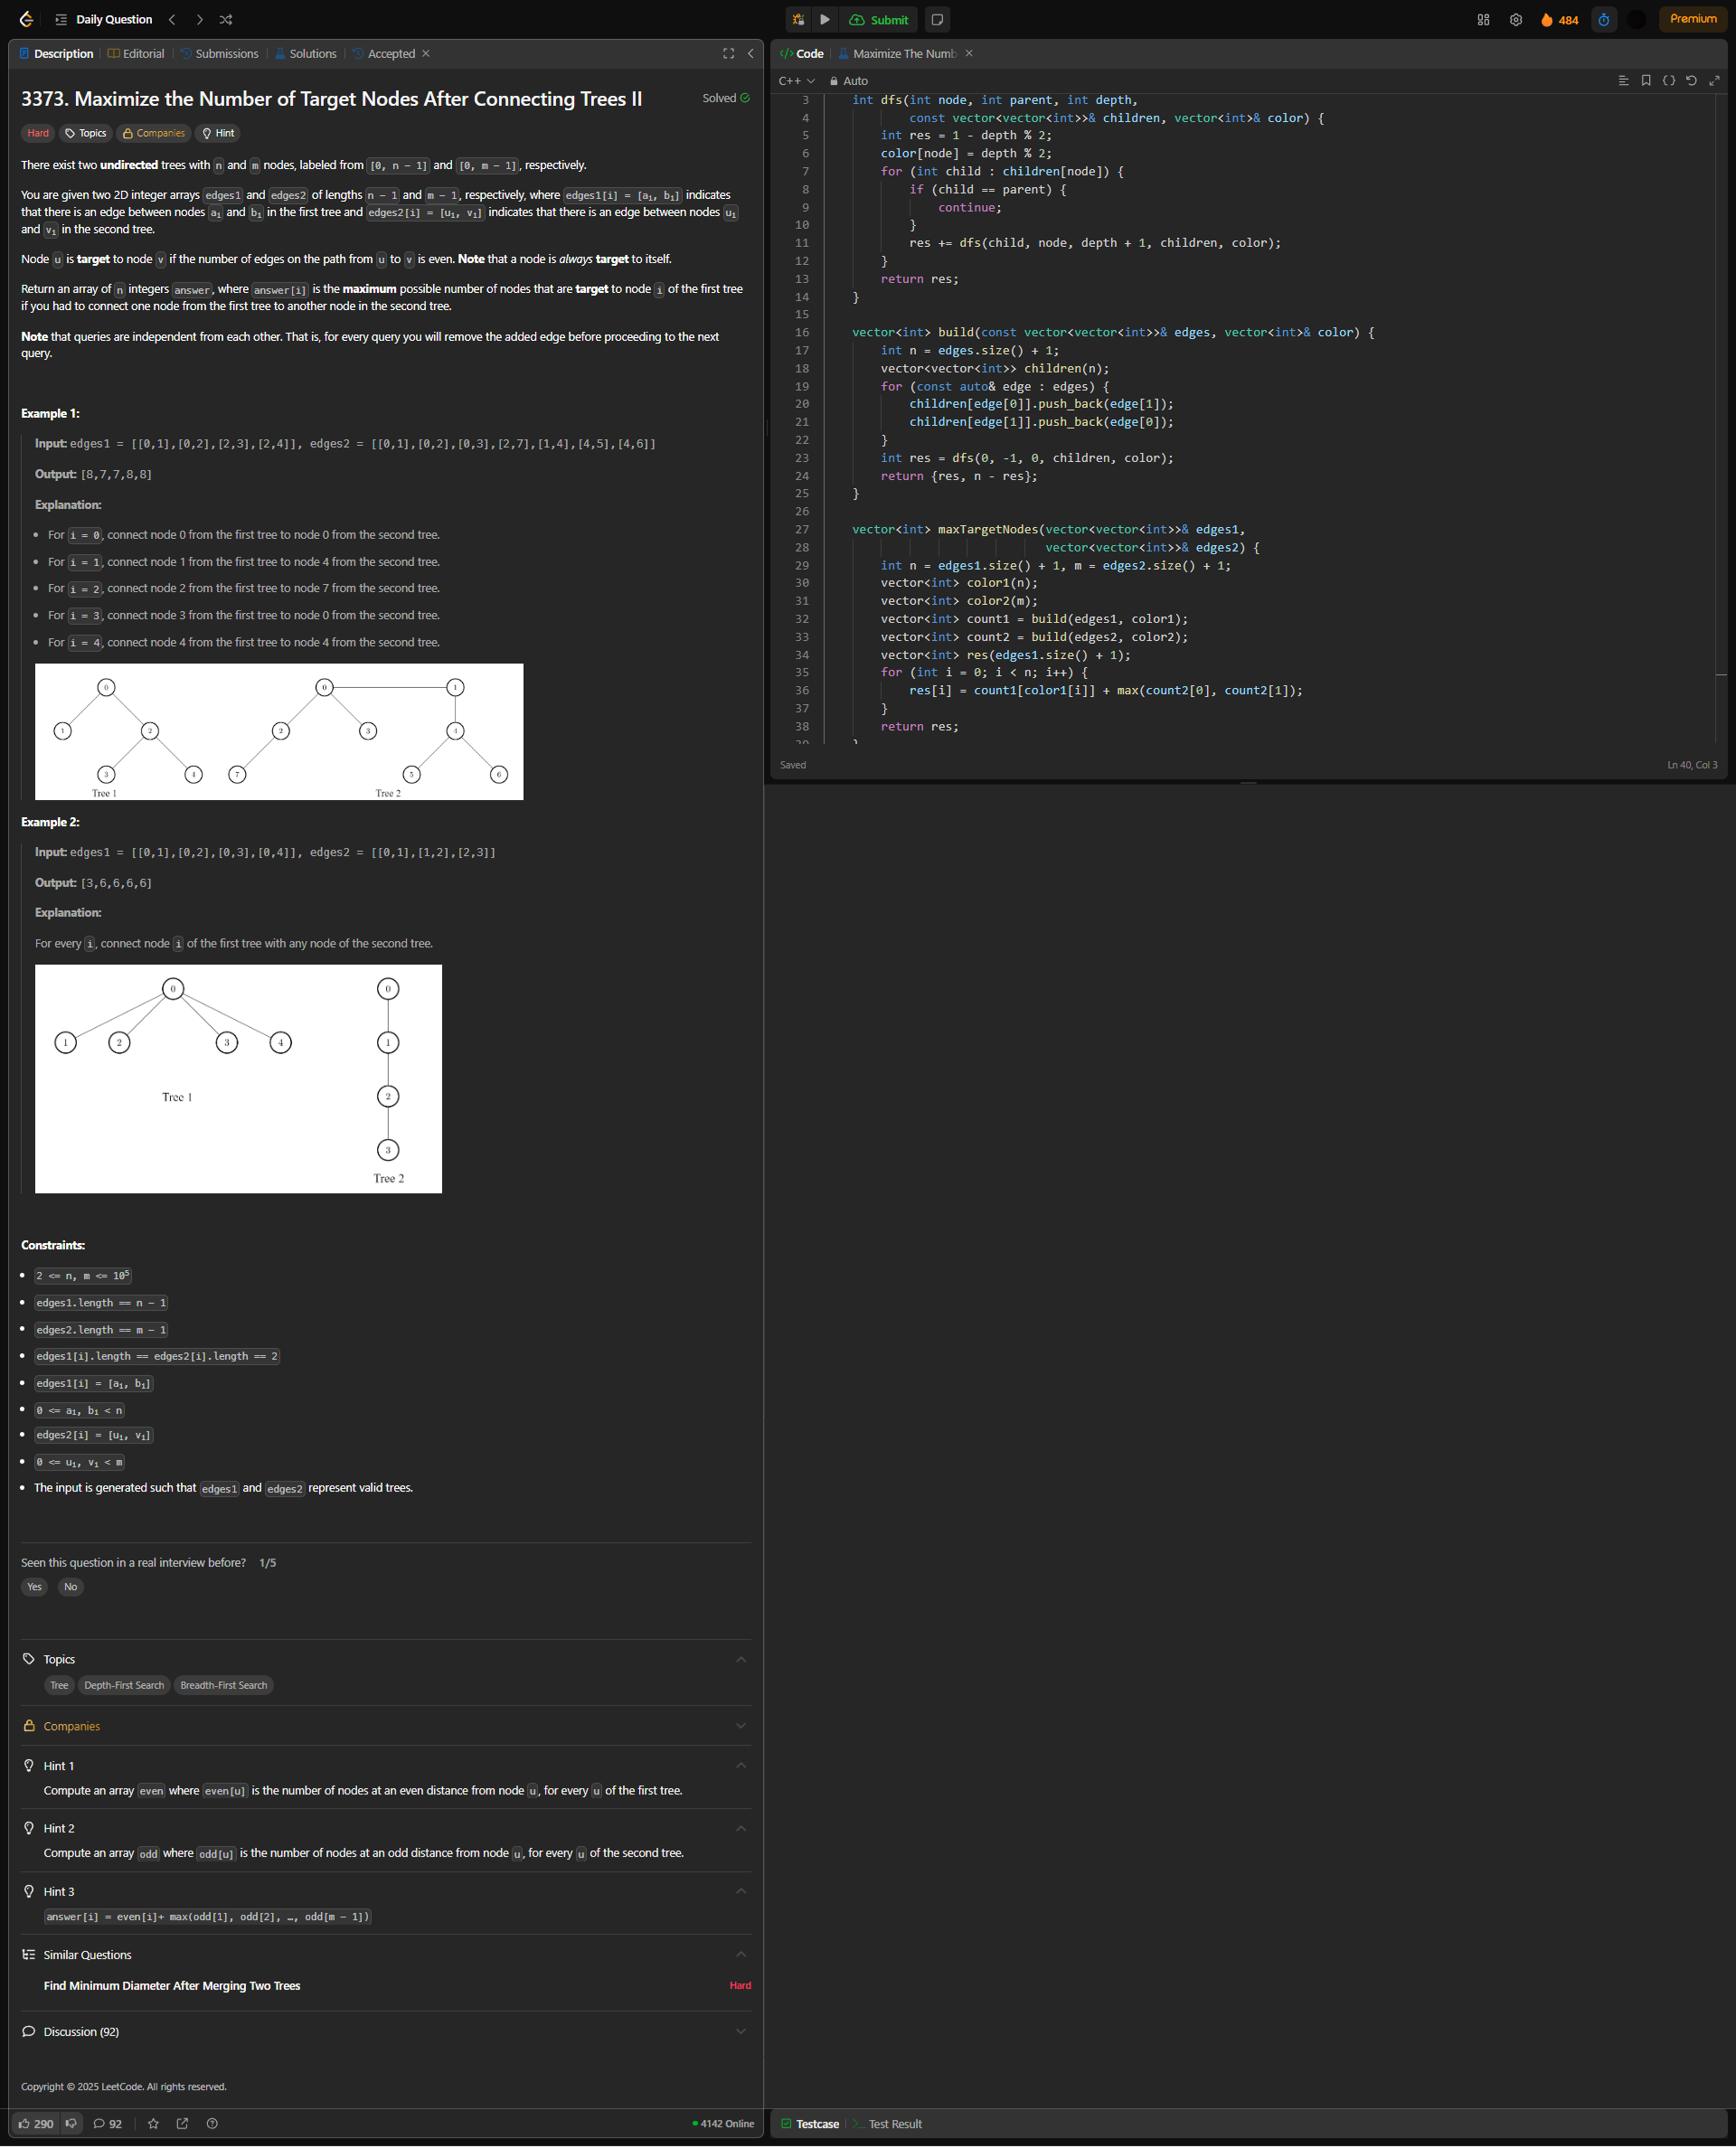 Daily Question
Submit
484
Premium
Description
Editorial
Submissions
Solutions
Accepted
3373. Maximize the Number of Target Nodes After Connecting Trees II
Solved
Hard
Topics
Companies
Hint
There exist two undirected trees with n and m nodes, labeled from [0, n - 1] and [0, m - 1], respectively.
You are given two 2D integer arrays edges1 and edges2 of lengths n - 1 and m - 1, respectively, where edges1[i] = [ai, bi] indicates
that there is an edge between nodes ai and bi in the first tree and edges2[i] = [ui, vi] indicates that there is an edge between nodes ui
and vi in the second tree.
Node u is target to node v if the number of edges on the path from u to v is even. Note that a node is always target to itself.
Return an array of n integers answer, where answer[i] is the maximum possible number of nodes that are target to node i of the first tree
if you had to connect one node from the first tree to another node in the second tree.
Note that queries are independent from each other. That is, for every query you will remove the added edge before proceeding to the next
query.
Example 1:
Input: edges1 = [[0,1],[0,2],[2,3],[2,4]], edges2 = [[0,1],[0,2],[0,3],[2,7],[1,4],[4,5],[4,6]]
Output: [8,7,7,8,8]
Explanation:
• For i = 0, connect node 0 from the first tree to node 0 from the second tree.
• For i = 1, connect node 1 from the first tree to node 4 from the second tree.
• For i = 2, connect node 2 from the first tree to node 7 from the second tree.
• For i = 3, connect node 3 from the first tree to node 0 from the second tree.
• For i = 4, connect node 4 from the first tree to node 4 from the second tree.
0 0 1
1 2 2 3 4
3 4 7 5 6
Tree 1 Tree 2
Example 2:
Input: edges1 = [[0,1],[0,2],[0,3],[0,4]], edges2 = [[0,1],[1,2],[2,3]]
Output: [3,6,6,6,6]
Explanation:
For every i, connect node i of the first tree with any node of the second tree.
0 0
1 2 3 4 1
Tree 1 2
3
Tree 2
Constraints:
• 2 <= n, m <= 10⁵
• edges1.length == n - 1
• edges2.length == m - 1
• edges1[i].length == edges2[i].length == 2
• edges1[i] = [ai, bi]
• 0 <= ai, bi < n
• edges2[i] = [ui, vi]
• 0 <= ui, vi < m
• The input is generated such that edges1 and edges2 represent valid trees.
Seen this question in a real interview before? 1/5
Yes No
Topics
Tree Depth-First Search Breadth-First Search
Companies
Hint 1
Compute an array even where even[u] is the number of nodes at an even distance from node u, for every u of the first tree.
Hint 2
Compute an array odd where odd[u] is the number of nodes at an odd distance from node u, for every u of the second tree.
Hint 3
answer[i] = even[i]+ max(odd[1], odd[2], …, odd[m - 1])
Similar Questions
Find Minimum Diameter After Merging Two Trees Hard
Discussion (92)
Copyright © 2025 LeetCode. All rights reserved.
290 92 4142 Online
</> Code Maximize The Numb
C++ Auto
3 int dfs(int node, int parent, int depth,
4 const vector<vector<int>>& children, vector<int>& color) {
5 int res = 1 - depth % 2;
6 color[node] = depth % 2;
7 for (int child : children[node]) {
8 if (child == parent) {
9 continue;
10 }
11 res += dfs(child, node, depth + 1, children, color);
12 }
13 return res;
14 }
15
16 vector<int> build(const vector<vector<int>>& edges, vector<int>& color) {
17 int n = edges.size() + 1;
18 vector<vector<int>> children(n);
19 for (const auto& edge : edges) {
20 children[edge[0]].push_back(edge[1]);
21 children[edge[1]].push_back(edge[0]);
22 }
23 int res = dfs(0, -1, 0, children, color);
24 return {res, n - res};
25 }
26
27 vector<int> maxTargetNodes(vector<vector<int>>& edges1,
28 vector<vector<int>>& edges2) {
29 int n = edges1.size() + 1, m = edges2.size() + 1;
30 vector<int> color1(n);
31 vector<int> color2(m);
32 vector<int> count1 = build(edges1, color1);
33 vector<int> count2 = build(edges2, color2);
34 vector<int> res(edges1.size() + 1);
35 for (int i = 0; i < n; i++) {
36 res[i] = count1[color1[i]] + max(count2[0], count2[1]);
37 }
38 return res;
39 }
Saved Ln 40, Col 3
Testcase
Test Result